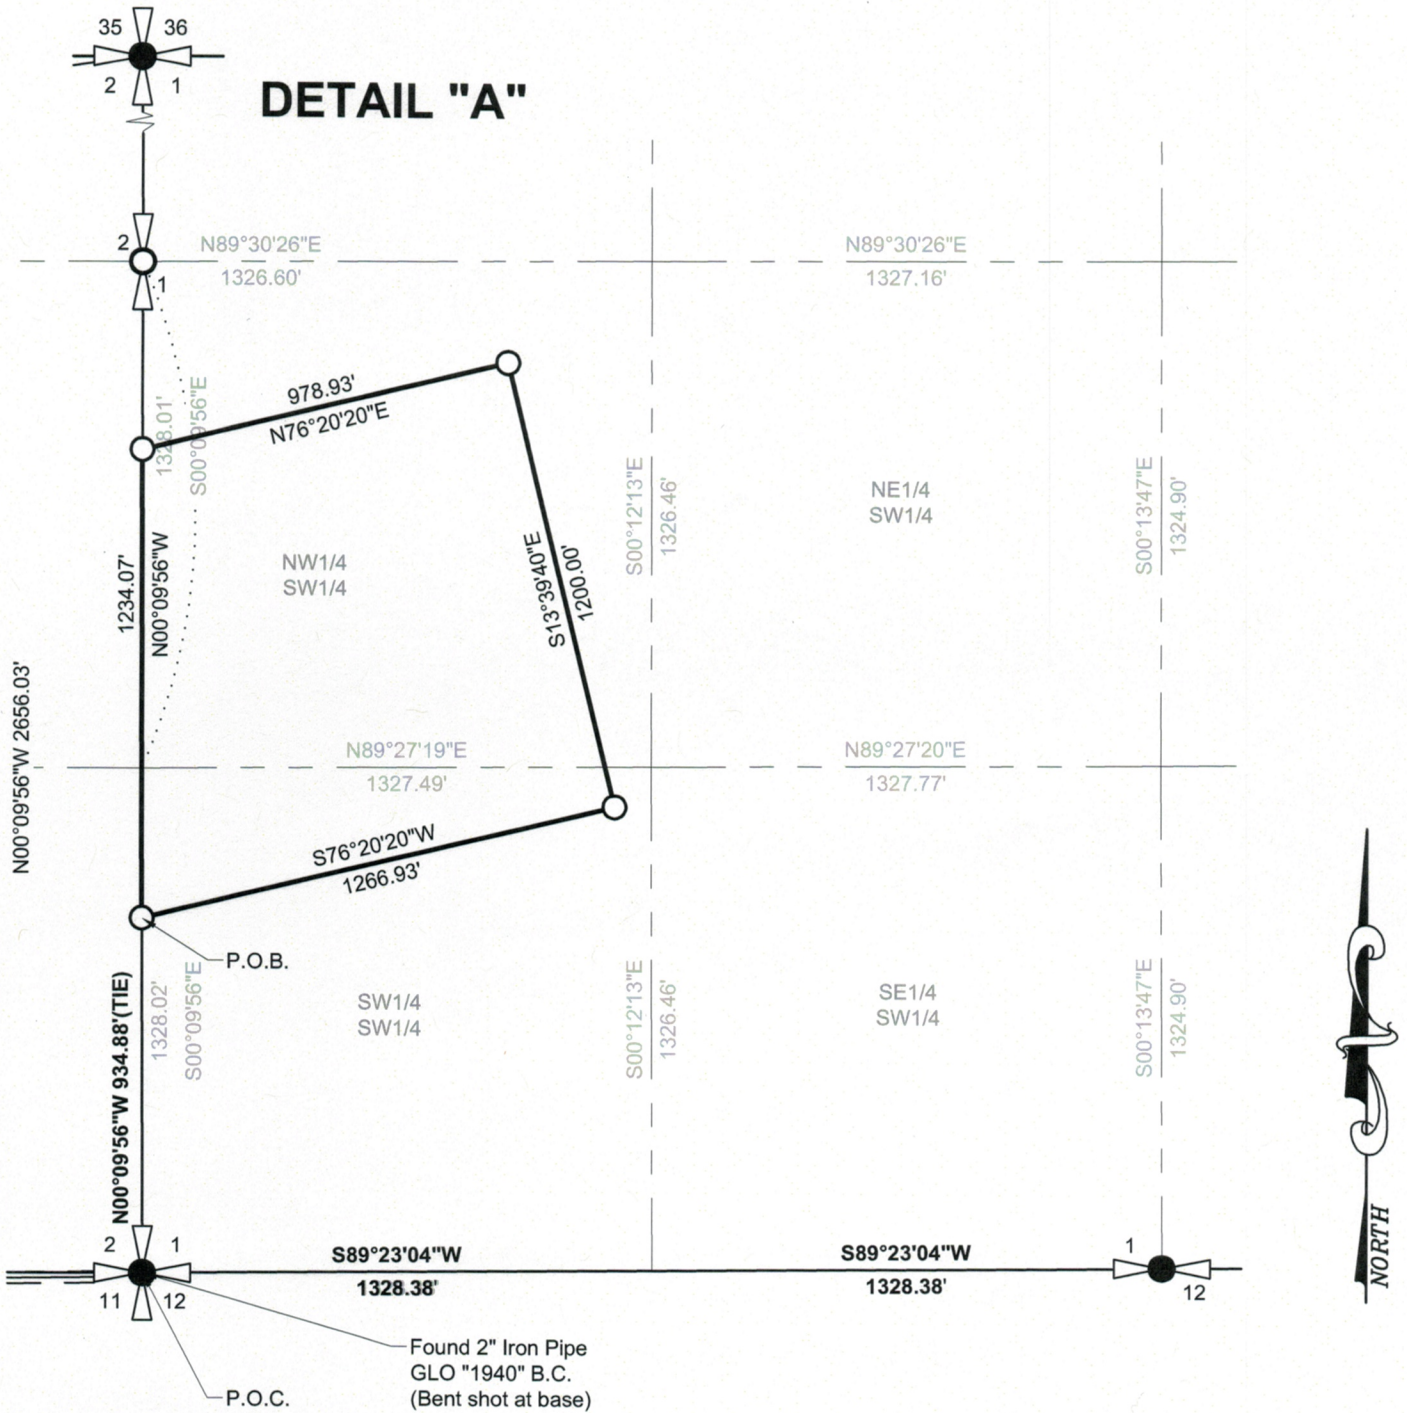 35 36
2 1
DETAIL "A"
2
1
N89°30'26"E
1326.60'
N89°30'26"E
1327.16'
978.93'
N76°20'20"E
1328.01'
S00°09'56"E
1234.07'
N00°09'56"W
NW1/4
SW1/4
S13°39'40"E
1200.00'
S00°12'13"E
1326.46'
NE1/4
SW1/4
S00°13'47"E
1324.90'
N00°09'56"W 2656.03'
N89°27'19"E
1327.49'
N89°27'20"E
1327.77'
S76°20'20"W
1266.93'
P.O.B.
N00°09'56"W 934.88'(TIE)
1328.02'
S00°09'56"E
SW1/4
SW1/4
S00°12'13"E
1326.46'
SE1/4
SW1/4
S00°13'47"E
1324.90'
NORTH
2 1
11 12
S89°23'04"W
1328.38'
S89°23'04"W
1328.38'
1
12
Found 2" Iron Pipe
GLO "1940" B.C.
(Bent shot at base)
P.O.C.